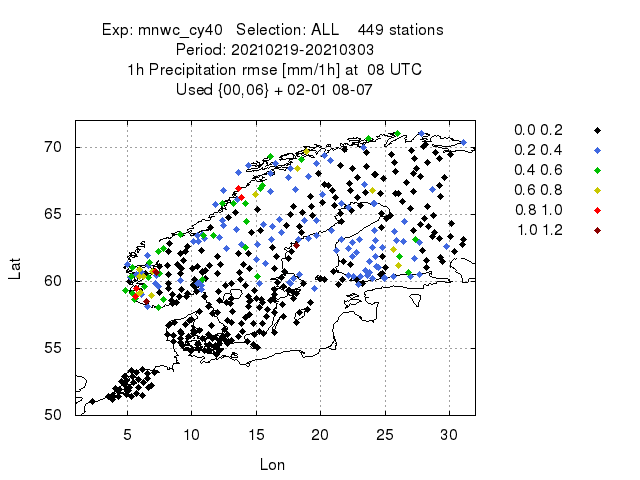 Exp: mnwc_cy40   Selection: ALL    449 stations
Period: 20210219-20210303
1h Precipitation rmse [mm/1h] at  08 UTC
Used {00,06} + 02-01 08-07
0.0 0.2
0.2 0.4
0.4 0.6
0.6 0.8
0.8 1.0
1.0 1.2
70
65
60
55
50
Lat
5 10 15 20 25 30
Lon